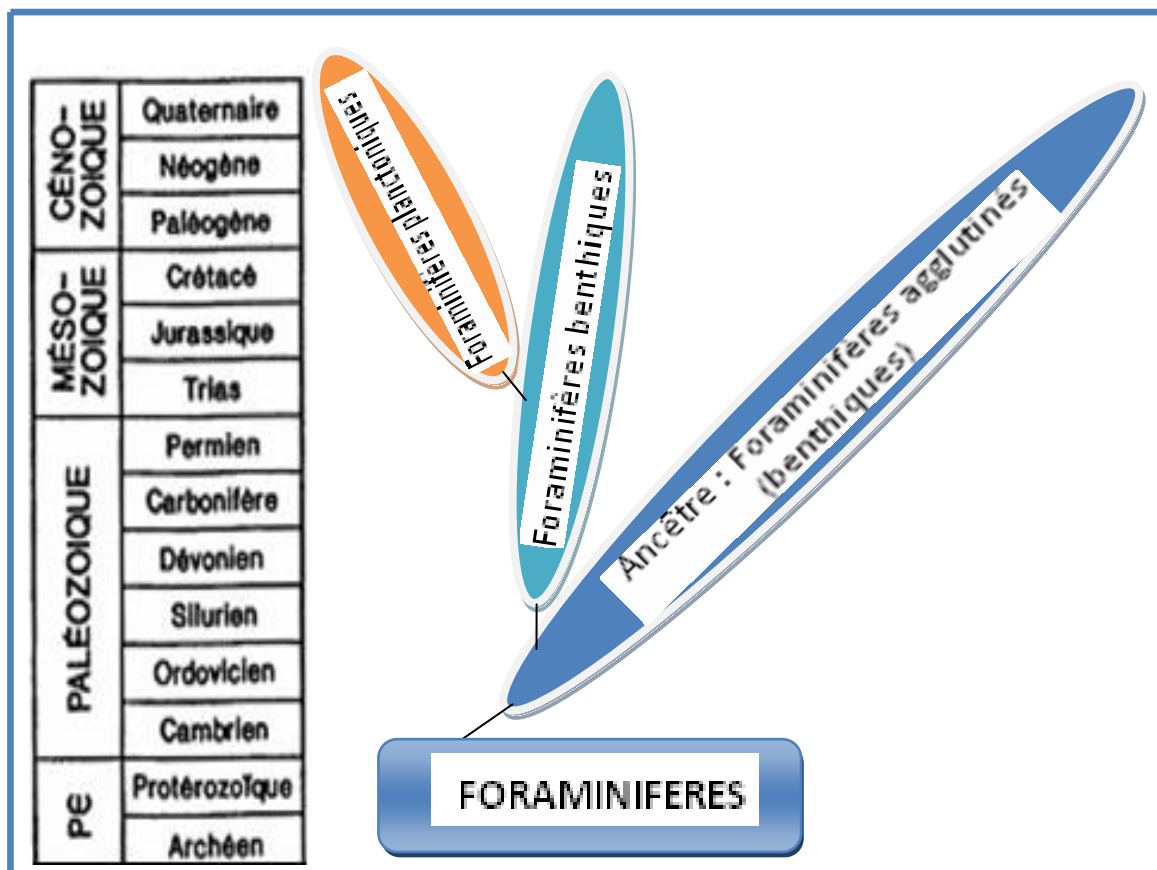 CÉNO-
ZOIQUE
Quaternaire
Néogène
Paléogène
MÉSO-
ZOIQUE
Crétacé
Jurassique
Trias
PALÉOZOIQUE
Permien
Carbonifère
Dévonien
Silurien
Ordovicien
Cambrien
PЄ
Protérozoïque
Archéen
Foraminifères planctoniques
Foraminifères benthiques
Ancêtre : Foraminifères agglutinés
(benthiques)
FORAMINIFERES